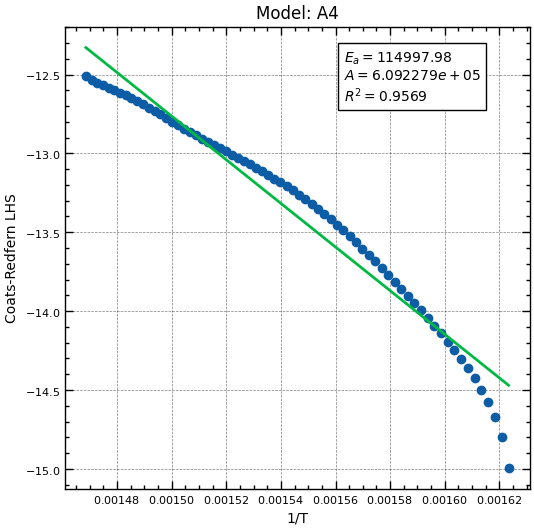 Model: A4
Eₐ = 114997.98
A = 6.092279e + 05
R² = 0.9569
Coats-Redfern LHS
−12.5
−13.0
−13.5
−14.0
−14.5
−15.0
0.00148 0.00150 0.00152 0.00154 0.00156 0.00158 0.00160 0.00162
1/T